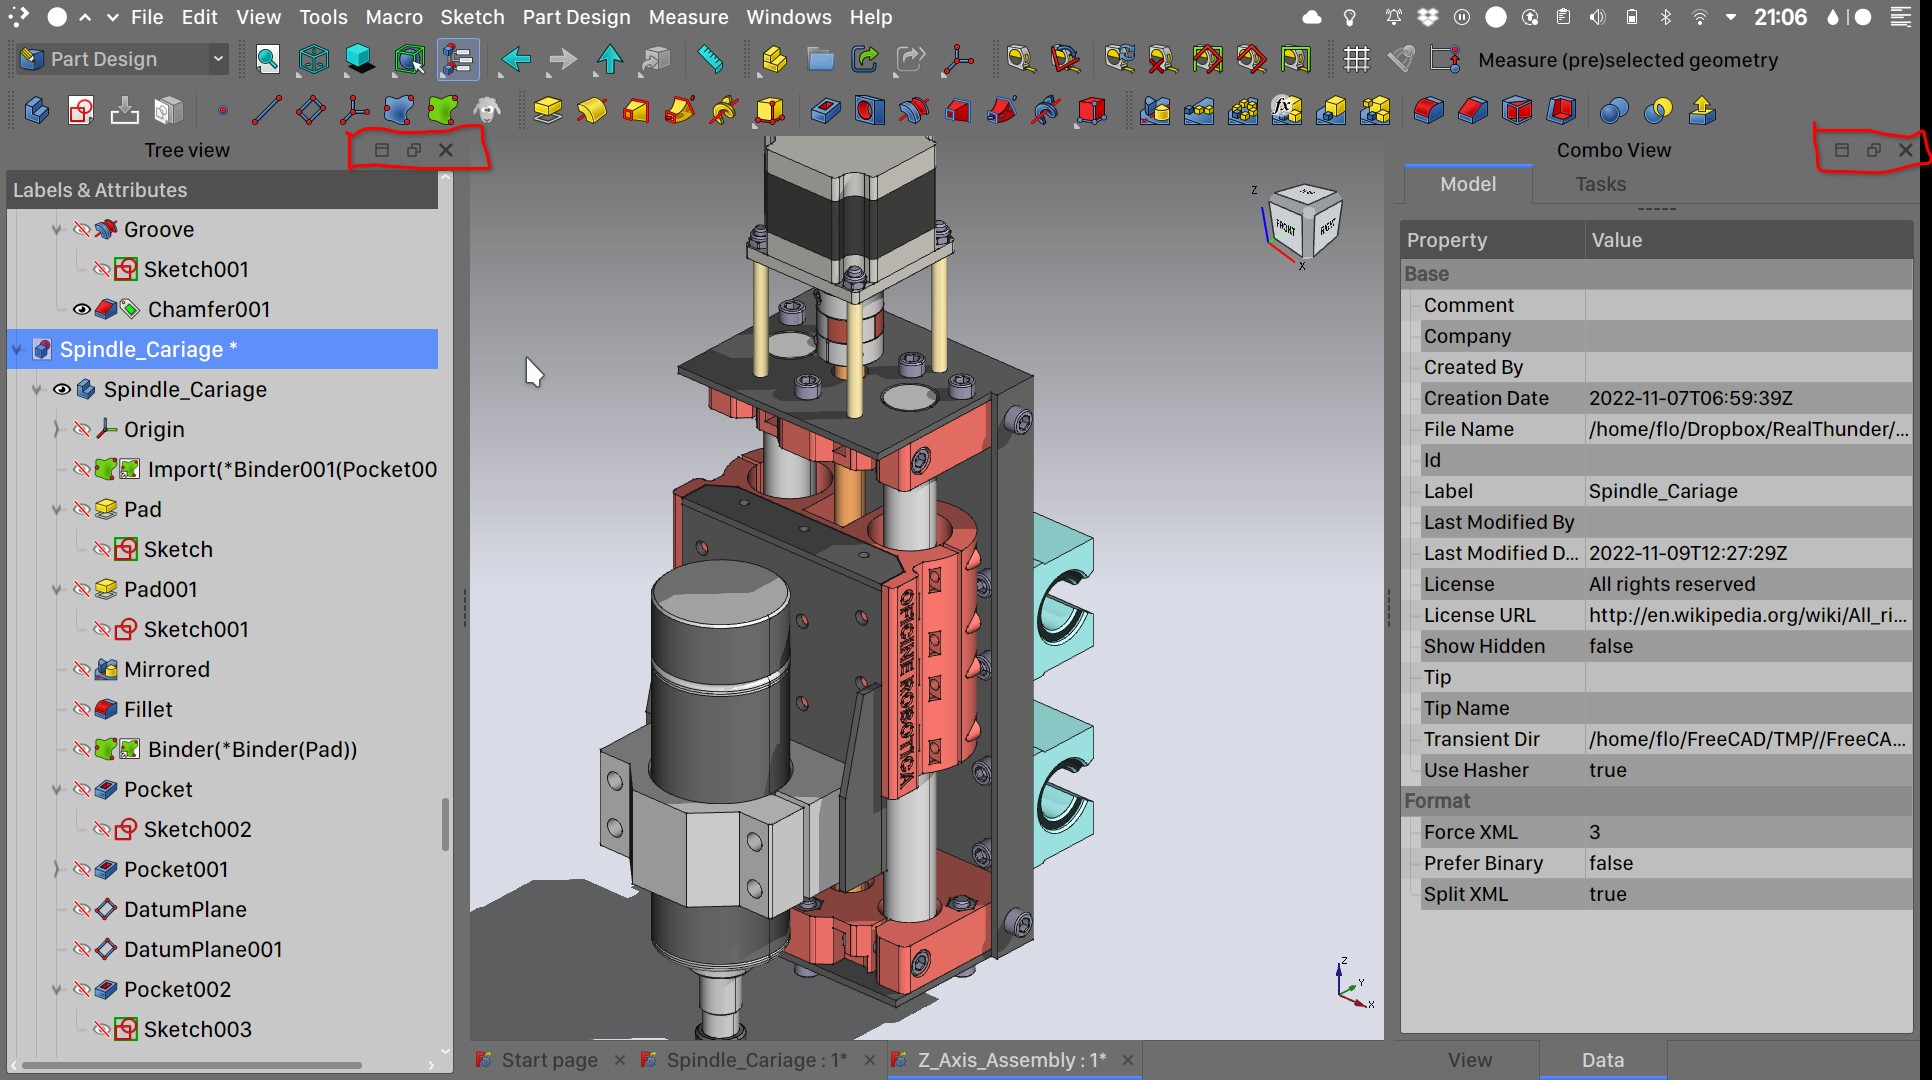 File Edit View Tools Macro Sketch Part Design Measure Windows Help 21:06
Part Design Measure (pre)selected geometry
fx
Tree view
Labels & Attributes
Groove
Sketch001
Chamfer001
Spindle_Cariage *
Spindle_Cariage
Origin
Import(*Binder001(Pocket00
Pad
Sketch
Pad001
Sketch001
Mirrored
Fillet
Binder(*Binder(Pad))
Pocket
Sketch002
Pocket001
DatumPlane
DatumPlane001
Pocket002
Sketch003
Z
FRONT RIGHT
X
OFFICINE ROBOTICA
Z
Y
X
Start page Spindle_Cariage : 1* Z_Axis_Assembly : 1*
Combo View
Model Tasks
Property Value
Base
Comment
Company
Created By
Creation Date 2022-11-07T06:59:39Z
File Name /home/flo/Dropbox/RealThunder/...
Id
Label Spindle_Cariage
Last Modified By
Last Modified D... 2022-11-09T12:27:29Z
License All rights reserved
License URL http://en.wikipedia.org/wiki/All_ri...
Show Hidden false
Tip
Tip Name
Transient Dir /home/flo/FreeCAD/TMP//FreeCA...
Use Hasher true
Format
Force XML 3
Prefer Binary false
Split XML true
View Data